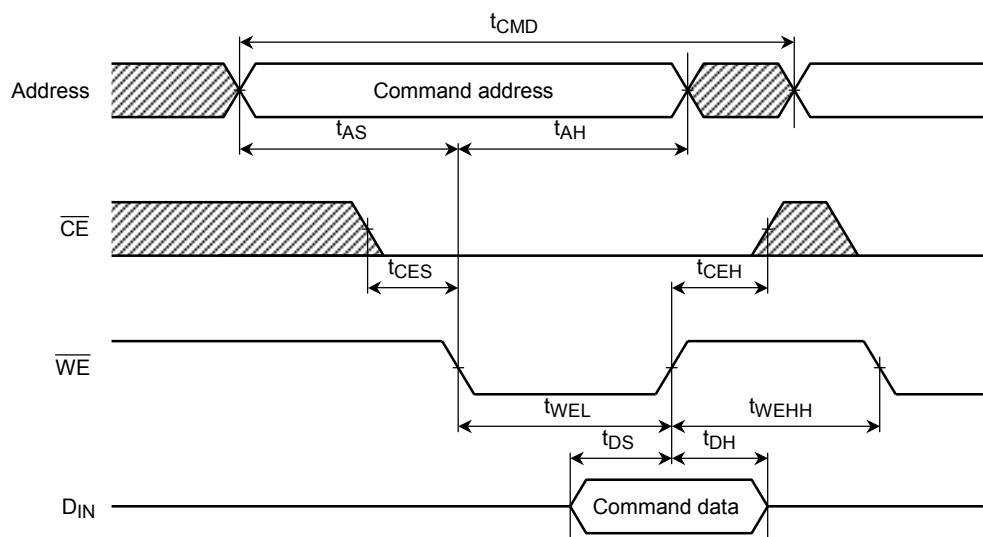 tCMD
Address
Command address
tAS
tAH
CE
tCES
tCEH
WE
tWEL
tWEHH
tDS
tDH
DIN
Command data